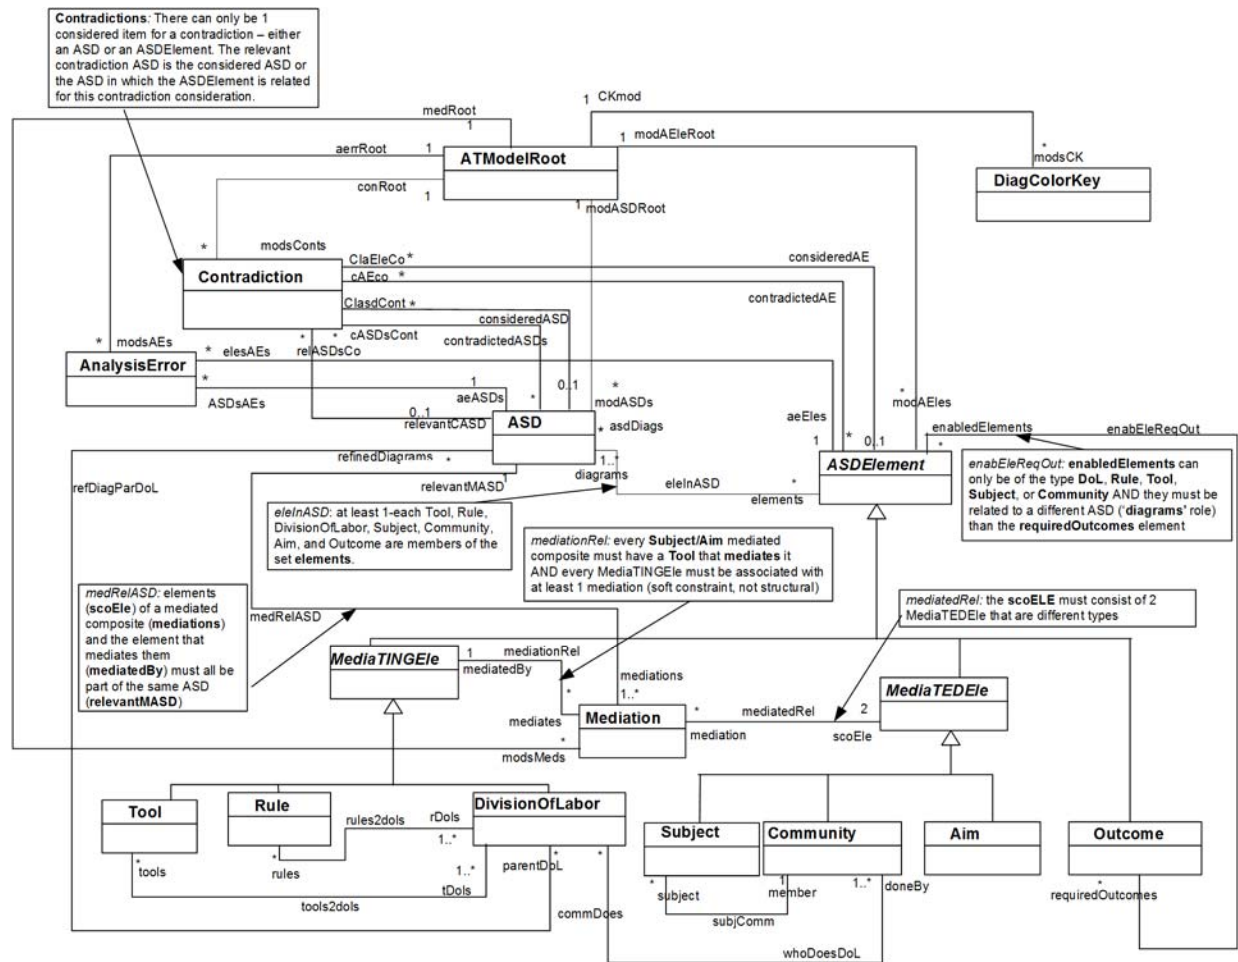 Contradictions: There can only be 1
considered item for a contradiction – either
an ASD or an ASDElement. The relevant
contradiction ASD is the considered ASD or
the ASD in which the ASDElement is related
for this contradiction consideration.
medRoot
1
1 CKmod
1 modAEleRoot
aerrRoot 1
ATModelRoot
*
modsCK
DiagColorKey
conRoot
1
1
modASDRoot
* modsConts
Contradiction
ClaEleCo *
cAEco *
consideredAE
contradictedAE
ClasdCont *
consideredASD
* * cASDsCont
contradictedASDs
relASDsCo
* modsAEs
AnalysisError
* elesAEs
*
ASDsAEs
1
aeASDs
*
0..1
*
modASDs
0..1
relevantCASD
ASD
* asdDiags
aeEles
1 * 0..1
*
modAEles
enabledElements
*
enabEleReqOut
ASDElement
refDiagParDoL
refinedDiagrams *
relevantMASD
1
1..*
diagrams
eleInASD
*
elements
enabEleReqOut: enabledElements can
only be of the type DoL, Rule, Tool,
Subject, or Community AND they must be
related to a different ASD ('diagrams' role)
than the requiredOutcomes element
eleInASD: at least 1-each Tool, Rule,
DivisionOfLabor, Subject, Community,
Aim, and Outcome are members of the
set elements.
mediationRel: every Subject/Aim mediated
composite must have a Tool that mediates it
AND every MediaTINGEle must be associated with
at least 1 mediation (soft constraint, not structural)
medRelASD: elements
(scoEle) of a mediated
composite (mediations)
and the element that
mediates them
(mediatedBy) must all be
part of the same ASD
(relevantMASD)
medRelASD
mediatedRel: the scoELE must consist of 2
MediaTEDEle that are different types
MediaTINGEle
1 mediationRel
mediatedBy
mediations
1..*
MediaTEDEle
*
mediates
Mediation
* mediatedRel 2
mediation
scoEle
*
modsMeds
Tool
Rule
DivisionOfLabor
rules2dols rDols
1..*
*
rules
*
tools
1..*
tDols
tools2dols
parentDoL
*
*
commDoes
Subject
Community
Aim
Outcome
*
subject
1
member
1..* doneBy
*
requiredOutcomes
subjComm
whoDoesDoL